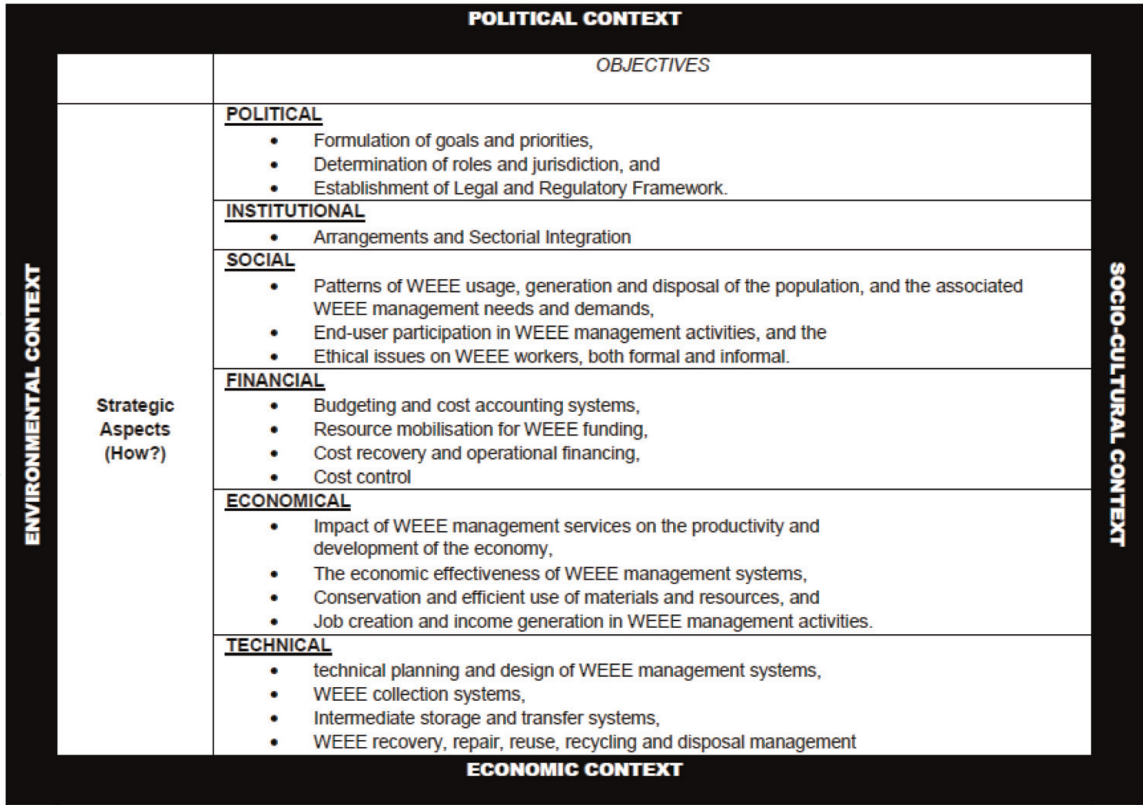 POLITICAL CONTEXT
OBJECTIVES
POLITICAL
• Formulation of goals and priorities,
• Determination of roles and jurisdiction, and
• Establishment of Legal and Regulatory Framework.
INSTITUTIONAL
• Arrangements and Sectorial Integration
SOCIAL
• Patterns of WEEE usage, generation and disposal of the population, and the associated
WEEE management needs and demands,
• End-user participation in WEEE management activities, and the
• Ethical issues on WEEE workers, both formal and informal.
FINANCIAL
• Budgeting and cost accounting systems,
• Resource mobilisation for WEEE funding,
• Cost recovery and operational financing,
• Cost control
ECONOMICAL
• Impact of WEEE management services on the productivity and
development of the economy,
• The economic effectiveness of WEEE management systems,
• Conservation and efficient use of materials and resources, and
• Job creation and income generation in WEEE management activities.
TECHNICAL
• technical planning and design of WEEE management systems,
• WEEE collection systems,
• Intermediate storage and transfer systems,
• WEEE recovery, repair, reuse, recycling and disposal management
Strategic
Aspects
(How?)
ENVIRONMENTAL CONTEXT
SOCIO-CULTURAL CONTEXT
ECONOMIC CONTEXT